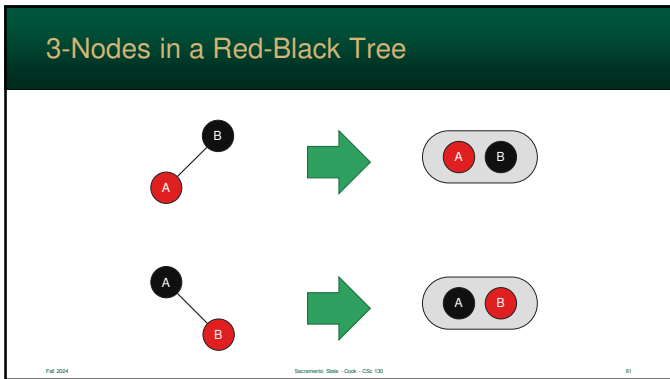 3-Nodes in a Red-Black Tree
B
A
A B
A
B
A B
Fall 2024
Sacramento State - Cook - CSc 130
91